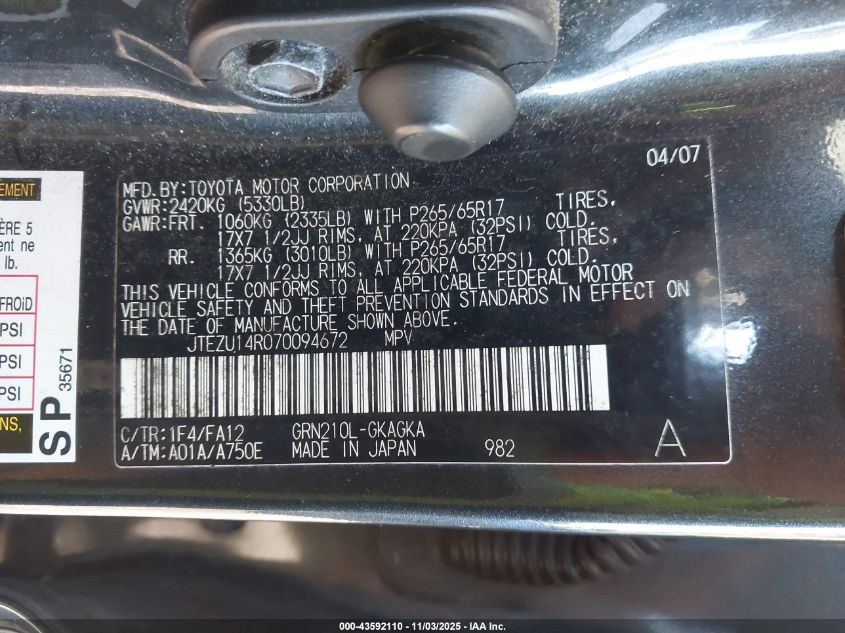 EMENT
ÈRE 5
ent ne
lb.
FROID
PSI
PSI
PSI
NS,
SP
35671
04/07
MFD. BY:TOYOTA MOTOR CORPORATION
GVWR:2420KG (5330LB)
GAWR:FRT. 1060KG (2335LB) WITH P265/65R17 TIRES,
17X7 1/2JJ RIMS, AT 220KPA (32PSI) COLD.
RR. 1365KG (3010LB) WITH P265/65R17 TIRES,
17X7 1/2JJ RIMS, AT 220KPA (32PSI) COLD.
THIS VEHICLE CONFORMS TO ALL APPLICABLE FEDERAL MOTOR
VEHICLE SAFETY AND THEFT PREVENTION STANDARDS IN EFFECT ON
THE DATE OF MANUFACTURE SHOWN ABOVE.
JTEZU14R070094672 MPV
C/TR:1F4/FA12 GRN210L-GKAGKA
A/TM:A01A/A750E MADE IN JAPAN 982 A
000-43592110 - 11/03/2025 - IAA Inc.